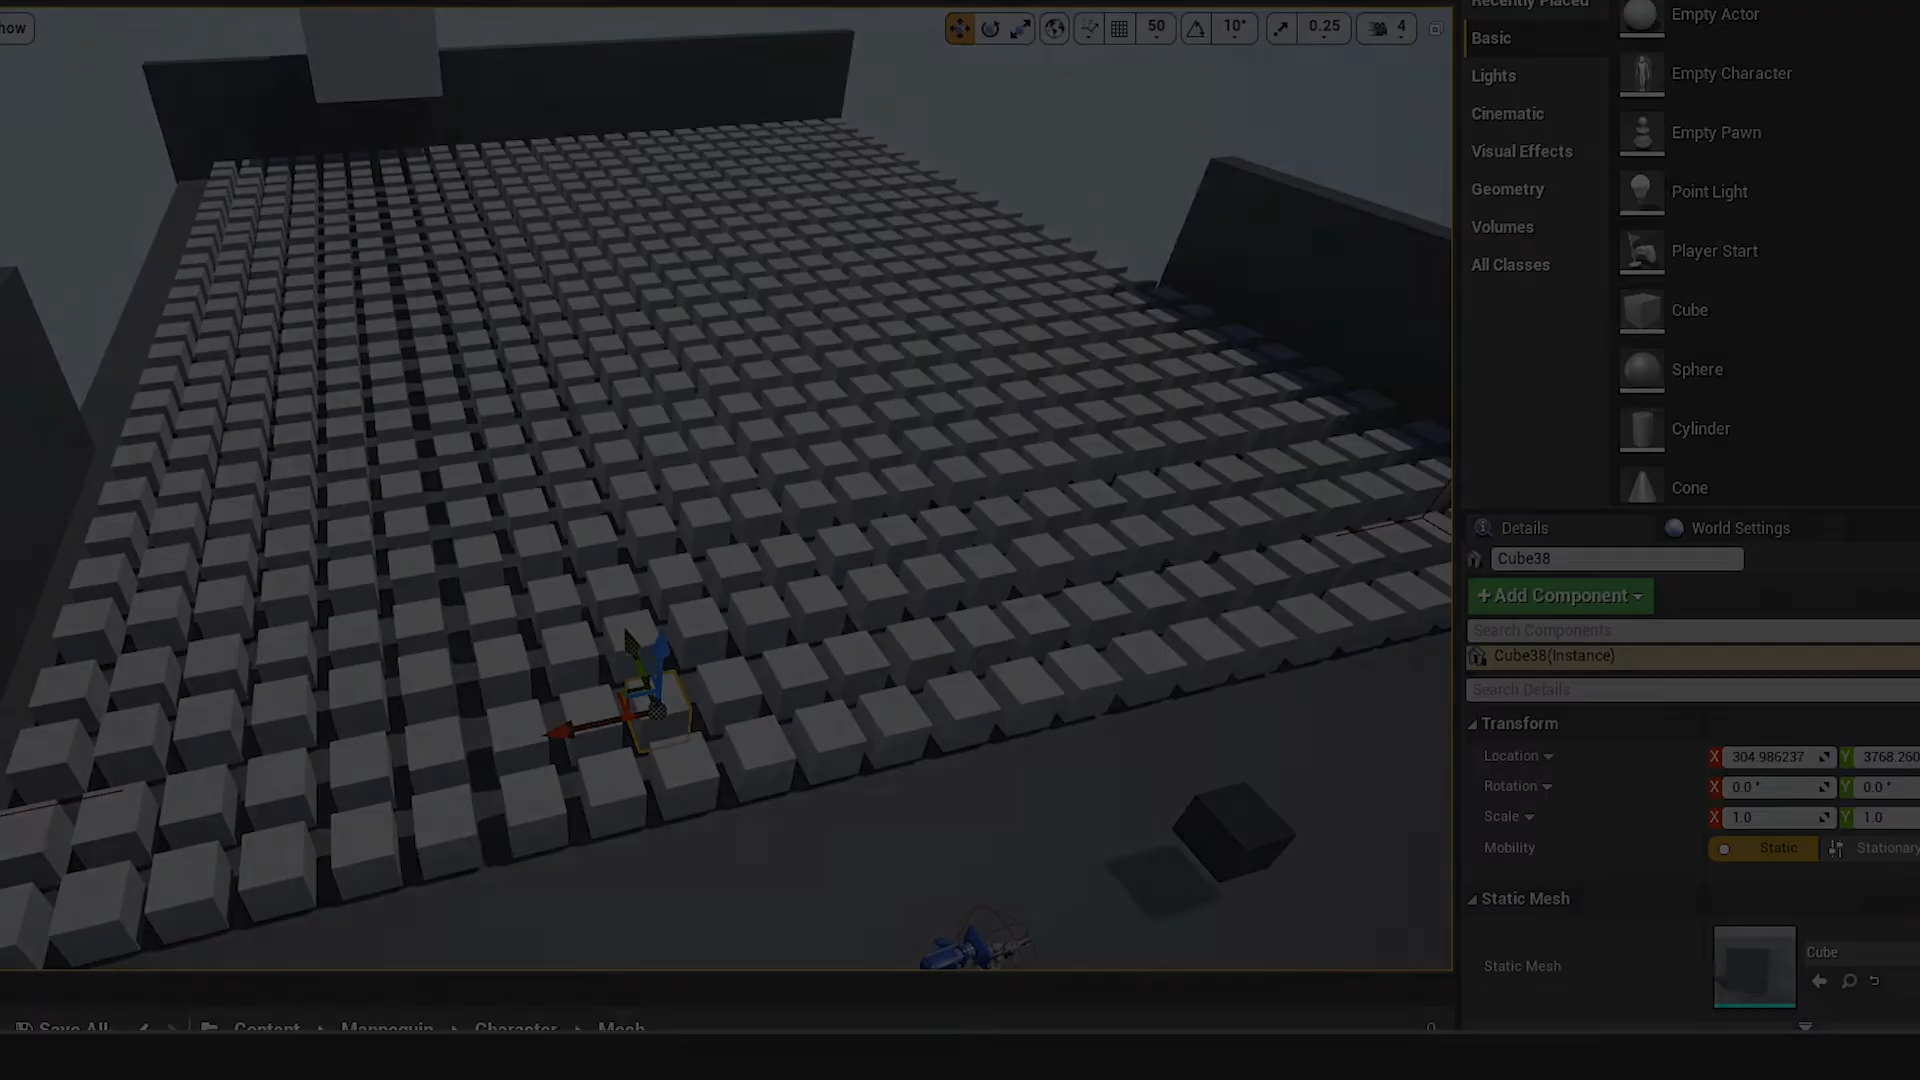 how
50
10°
0.25
4
Recently Placed
Basic
Lights
Cinematic
Visual Effects
Geometry
Volumes
All Classes
Empty Actor
Empty Character
Empty Pawn
Point Light
Player Start
Cube
Sphere
Cylinder
Cone
Details
World Settings
Cube38
+ Add Component
Search Components
Cube38(Instance)
Search Details
Transform
Location X 304.986237 Y 3768.260
Rotation X 0.0 ° Y 0.0 °
Scale X 1.0 Y 1.0
Mobility Static Stationary
Static Mesh
Static Mesh
Cube
Save All Content Mannequin Character Mesh